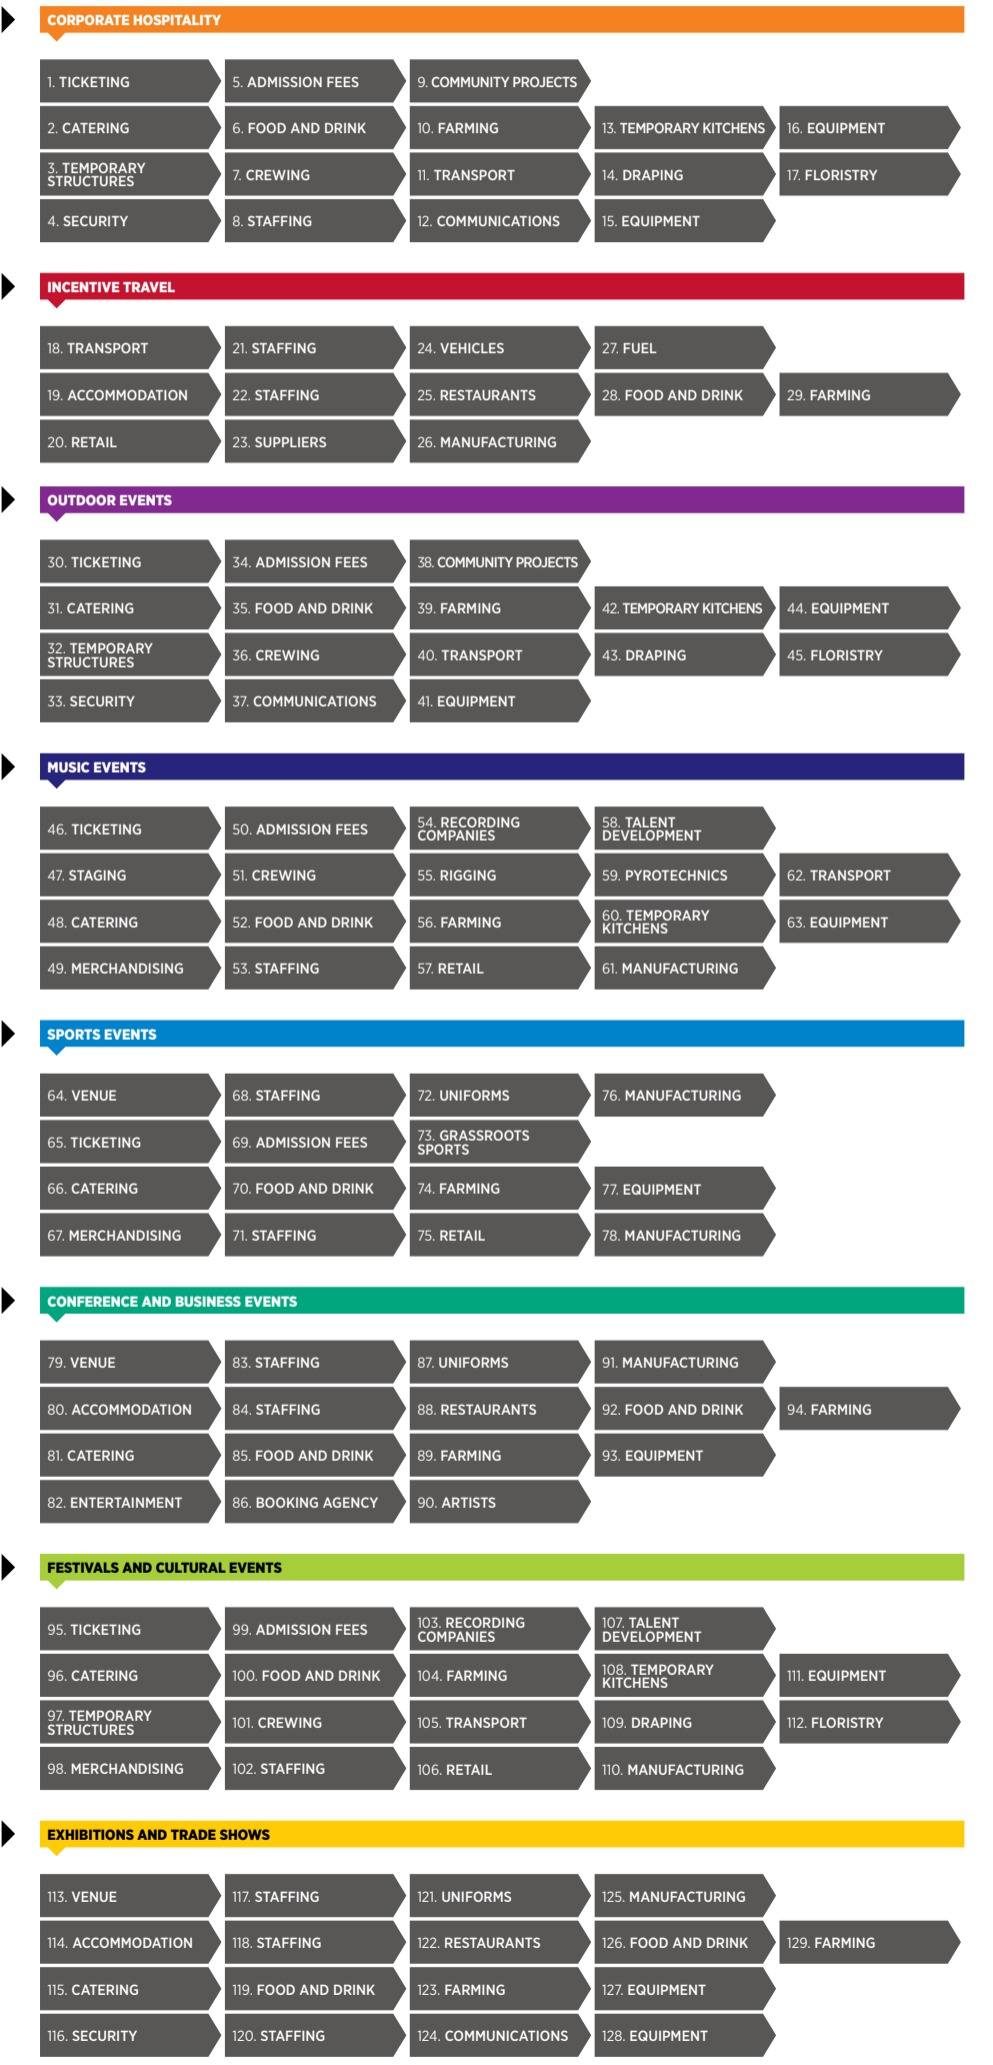 CORPORATE HOSPITALITY
1. TICKETING
5. ADMISSION FEES
9. COMMUNITY PROJECTS
2. CATERING
6. FOOD AND DRINK
10. FARMING
13. TEMPORARY KITCHENS
16. EQUIPMENT
3. TEMPORARY
STRUCTURES
7. CREWING
11. TRANSPORT
14. DRAPING
17. FLORISTRY
4. SECURITY
8. STAFFING
12. COMMUNICATIONS
15. EQUIPMENT
INCENTIVE TRAVEL
18. TRANSPORT
21. STAFFING
24. VEHICLES
27. FUEL
19. ACCOMMODATION
22. STAFFING
25. RESTAURANTS
28. FOOD AND DRINK
29. FARMING
20. RETAIL
23. SUPPLIERS
26. MANUFACTURING
OUTDOOR EVENTS
30. TICKETING
34. ADMISSION FEES
38. COMMUNITY PROJECTS
31. CATERING
35. FOOD AND DRINK
39. FARMING
42. TEMPORARY KITCHENS
44. EQUIPMENT
32. TEMPORARY
STRUCTURES
36. CREWING
40. TRANSPORT
43. DRAPING
45. FLORISTRY
33. SECURITY
37. COMMUNICATIONS
41. EQUIPMENT
MUSIC EVENTS
46. TICKETING
50. ADMISSION FEES
54. RECORDING
COMPANIES
58. TALENT
DEVELOPMENT
47. STAGING
51. CREWING
55. RIGGING
59. PYROTECHNICS
62. TRANSPORT
48. CATERING
52. FOOD AND DRINK
56. FARMING
60. TEMPORARY
KITCHENS
63. EQUIPMENT
49. MERCHANDISING
53. STAFFING
57. RETAIL
61. MANUFACTURING
SPORTS EVENTS
64. VENUE
68. STAFFING
72. UNIFORMS
76. MANUFACTURING
65. TICKETING
69. ADMISSION FEES
73. GRASSROOTS
SPORTS
66. CATERING
70. FOOD AND DRINK
74. FARMING
77. EQUIPMENT
67. MERCHANDISING
71. STAFFING
75. RETAIL
78. MANUFACTURING
CONFERENCE AND BUSINESS EVENTS
79. VENUE
83. STAFFING
87. UNIFORMS
91. MANUFACTURING
80. ACCOMMODATION
84. STAFFING
88. RESTAURANTS
92. FOOD AND DRINK
94. FARMING
81. CATERING
85. FOOD AND DRINK
89. FARMING
93. EQUIPMENT
82. ENTERTAINMENT
86. BOOKING AGENCY
90. ARTISTS
FESTIVALS AND CULTURAL EVENTS
95. TICKETING
99. ADMISSION FEES
103. RECORDING
COMPANIES
107. TALENT
DEVELOPMENT
96. CATERING
100. FOOD AND DRINK
104. FARMING
108. TEMPORARY
KITCHENS
111. EQUIPMENT
97. TEMPORARY
STRUCTURES
101. CREWING
105. TRANSPORT
109. DRAPING
112. FLORISTRY
98. MERCHANDISING
102. STAFFING
106. RETAIL
110. MANUFACTURING
EXHIBITIONS AND TRADE SHOWS
113. VENUE
117. STAFFING
121. UNIFORMS
125. MANUFACTURING
114. ACCOMMODATION
118. STAFFING
122. RESTAURANTS
126. FOOD AND DRINK
129. FARMING
115. CATERING
119. FOOD AND DRINK
123. FARMING
127. EQUIPMENT
116. SECURITY
120. STAFFING
124. COMMUNICATIONS
128. EQUIPMENT